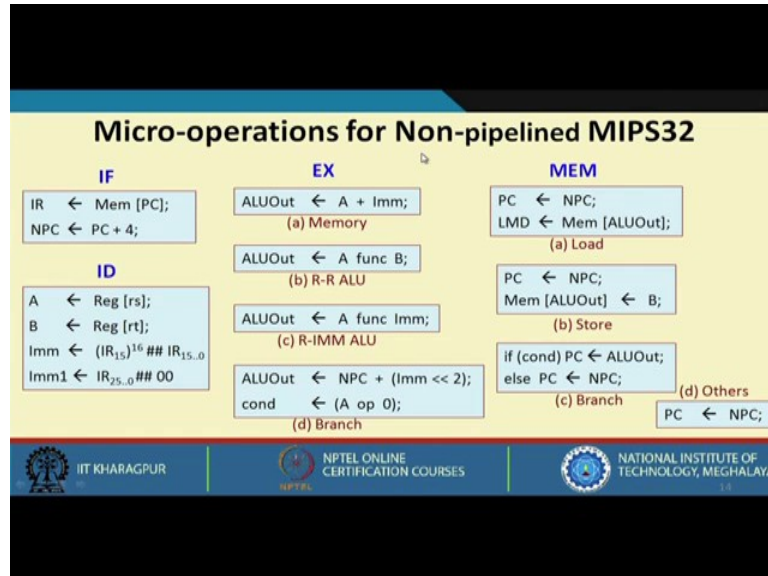 Micro-operations for Non-pipelined MIPS32
IF
IR ← Mem [PC];
NPC ← PC + 4;
ID
A ← Reg [rs];
B ← Reg [rt];
Imm ← (IR₁₅)¹⁶ ## IR₁₅..₀
Imm1 ← IR₂₅..₀ ## 00
EX
ALUOut ← A + Imm;
(a) Memory
ALUOut ← A func B;
(b) R-R ALU
ALUOut ← A func Imm;
(c) R-IMM ALU
ALUOut ← NPC + (Imm << 2);
cond ← (A op 0);
(d) Branch
MEM
PC ← NPC;
LMD ← Mem [ALUOut];
(a) Load
PC ← NPC;
Mem [ALUOut] ← B;
(b) Store
if (cond) PC ← ALUOut;
else PC ← NPC;
(c) Branch
(d) Others
PC ← NPC;
IIT KHARAGPUR
NPTEL
NPTEL ONLINE
CERTIFICATION COURSES
NATIONAL INSTITUTE OF
TECHNOLOGY, MEGHALAYA
14